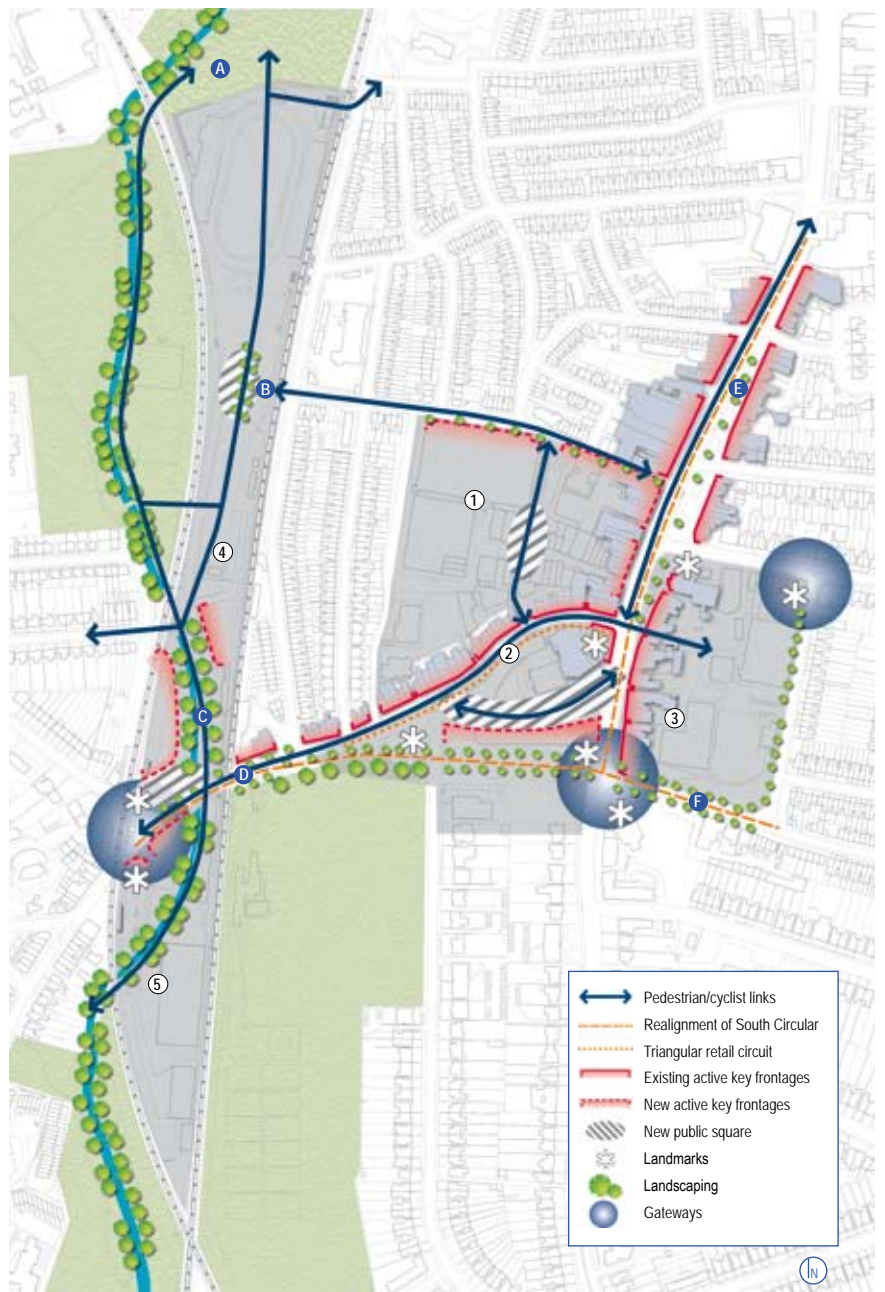 A
B
E
1
4
2
3
C
D
F
5
Pedestrian/cyclist links
Realignment of South Circular
Triangular retail circuit
Existing active key frontages
New active key frontages
New public square
Landmarks
Landscaping
Gateways
N